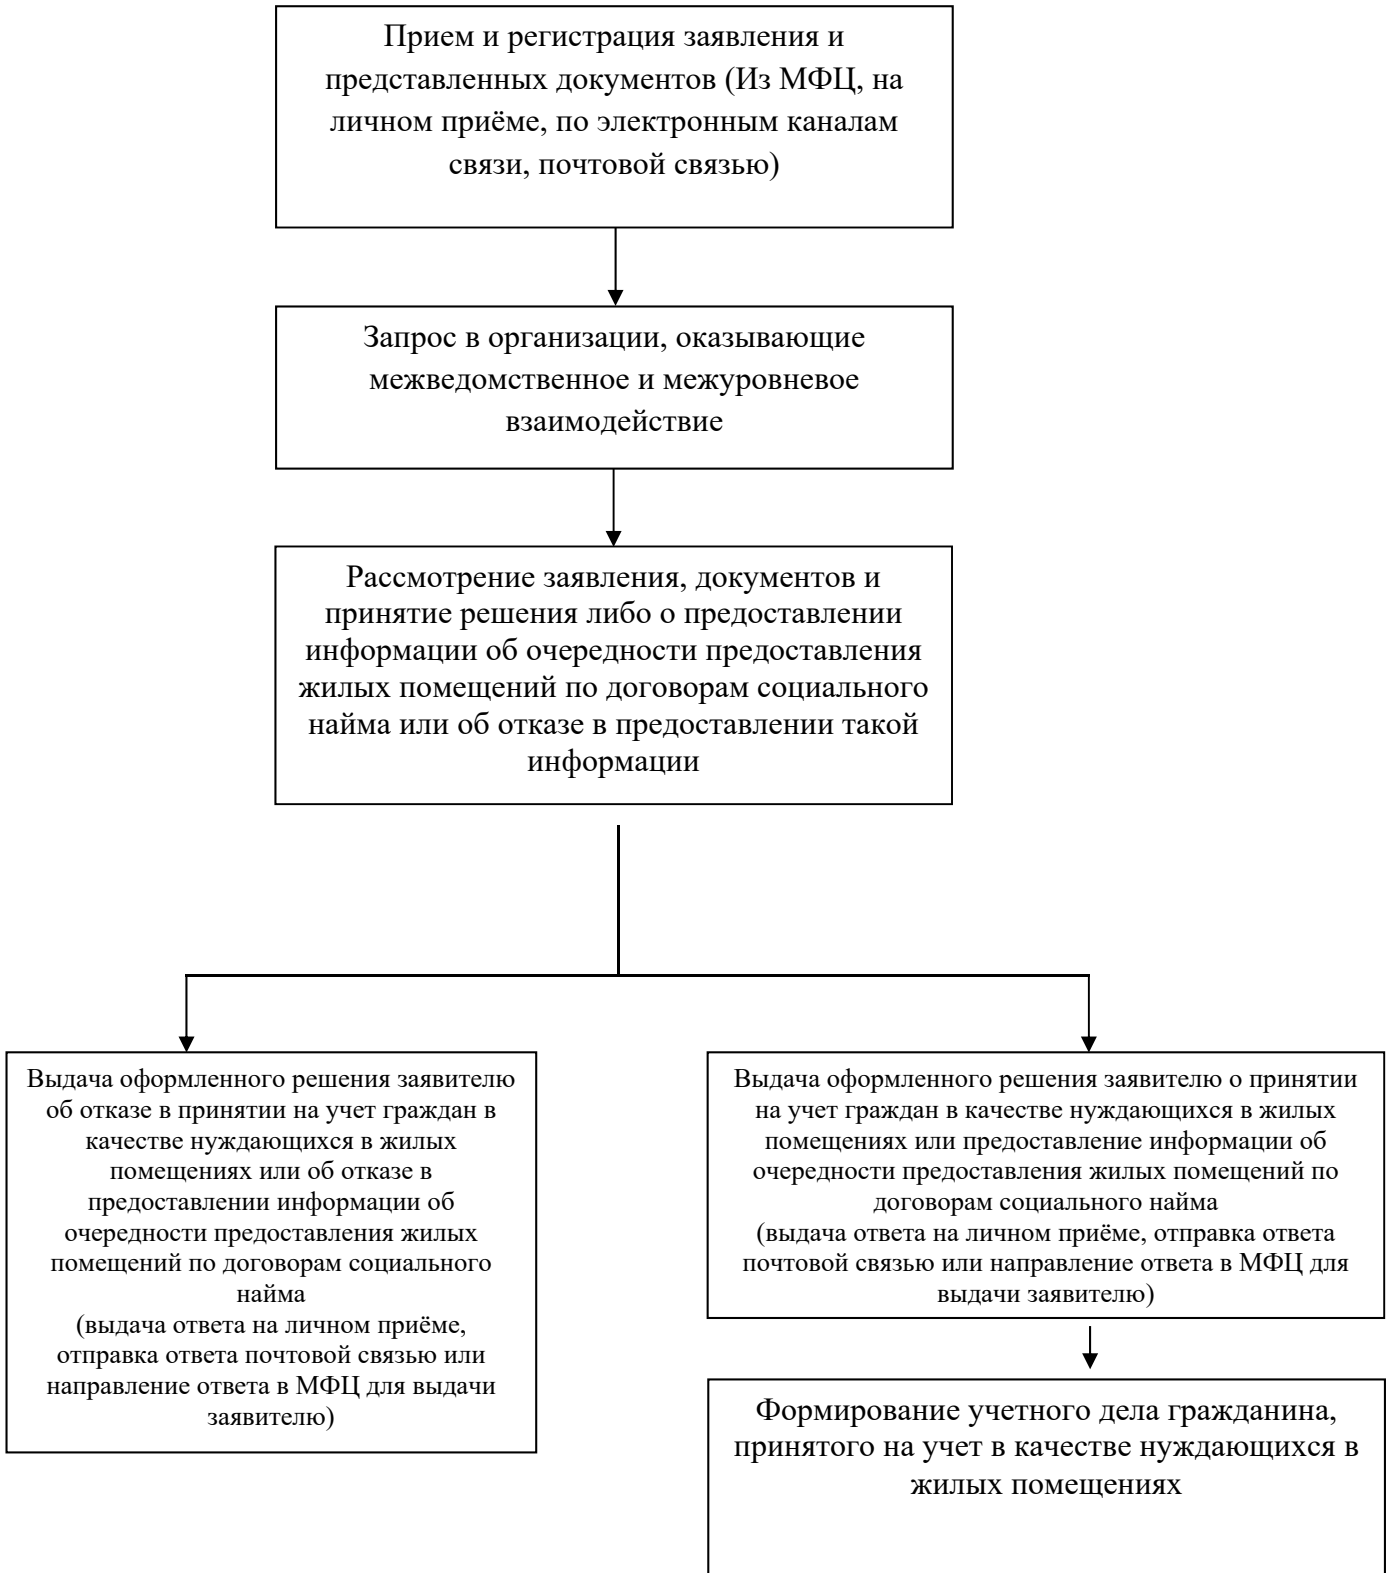 Прием и регистрация заявления и
представленных документов (Из МФЦ, на
личном приёме, по электронным каналам
связи, почтовой связью)
Запрос в организации, оказывающие
межведомственное и межуровневое
взаимодействие
Рассмотрение заявления, документов и
принятие решения либо о предоставлении
информации об очередности предоставления
жилых помещений по договорам социального
найма или об отказе в предоставлении такой
информации
Выдача оформленного решения заявителю
об отказе в принятии на учет граждан в
качестве нуждающихся в жилых
помещениях или об отказе в
предоставлении информации об
очередности предоставления жилых
помещений по договорам социального
найма
(выдача ответа на личном приёме,
отправка ответа почтовой связью или
направление ответа в МФЦ для выдачи
заявителю)
Выдача оформленного решения заявителю о принятии
на учет граждан в качестве нуждающихся в жилых
помещениях или предоставление информации об
очередности предоставления жилых помещений по
договорам социального найма
(выдача ответа на личном приёме, отправка ответа
почтовой связью или направление ответа в МФЦ для
выдачи заявителю)
Формирование учетного дела гражданина,
принятого на учет в качестве нуждающихся в
жилых помещениях